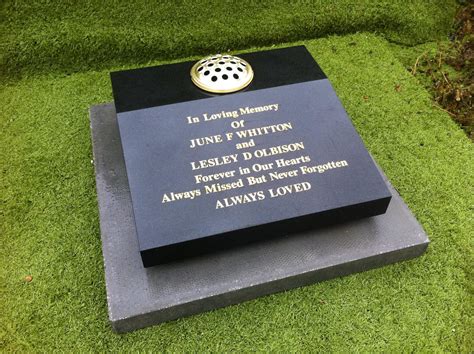 In Loving Memory
Of
JUNE F WHITTON
and
LESLEY D OLBISON
Forever in Our Hearts
Always Missed But Never Forgotten
ALWAYS LOVED